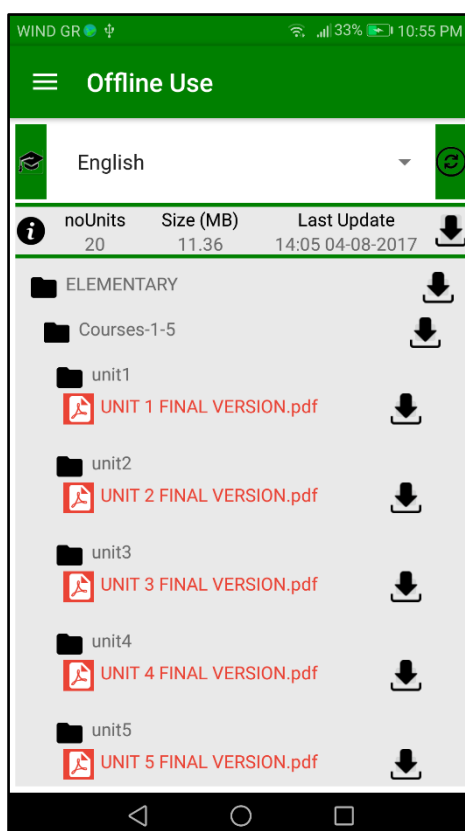 WIND GR 33% 10:55 PM
Offline Use
English
noUnits Size (MB) Last Update
20 11.36 14:05 04-08-2017
ELEMENTARY
Courses-1-5
unit1
UNIT 1 FINAL VERSION.pdf
unit2
UNIT 2 FINAL VERSION.pdf
unit3
UNIT 3 FINAL VERSION.pdf
unit4
UNIT 4 FINAL VERSION.pdf
unit5
UNIT 5 FINAL VERSION.pdf